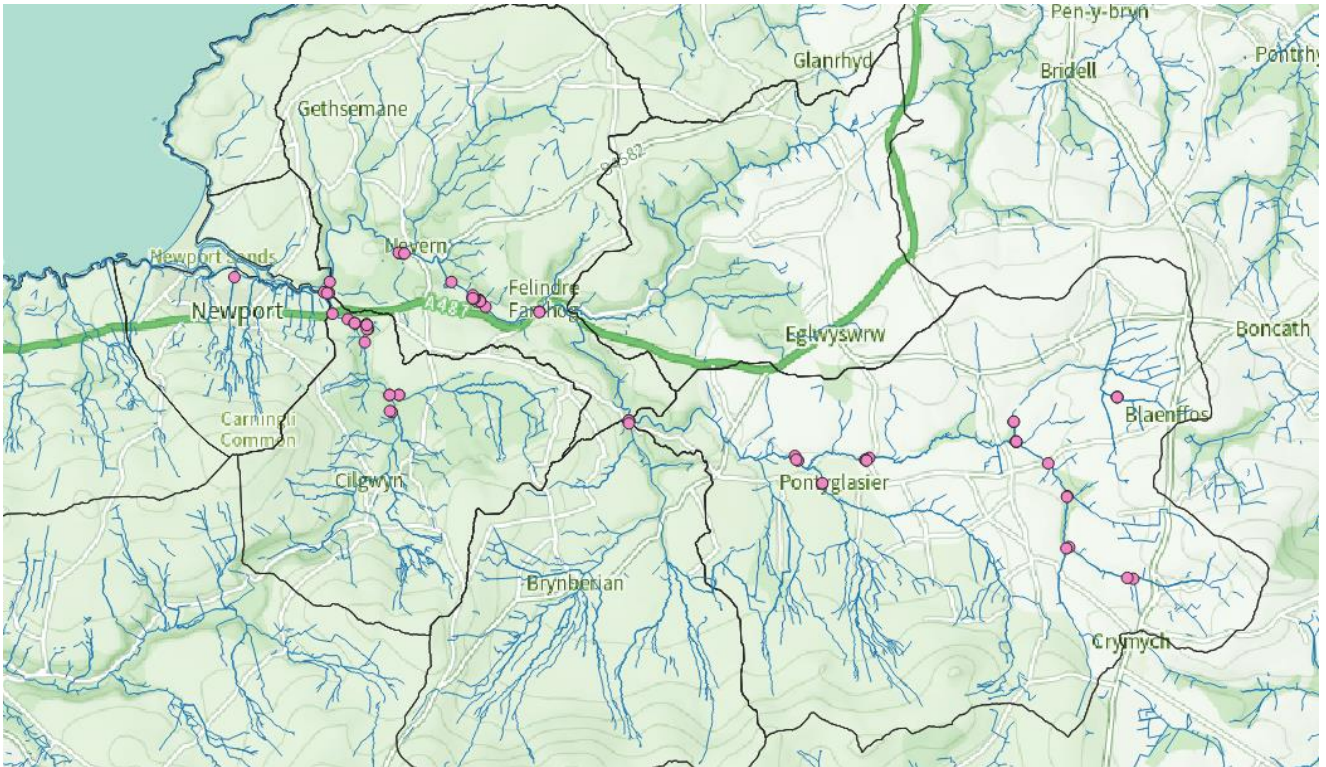 Pen-y-bryn
Glanrhyd
Pontrhy
Bridell
Gethsemane
Nevern
Newport Sands
Felindre
Farchog
A487
Newport
Eglwyswrw
Boncath
Carningli
Common
Blaenffos
Cilgwyn
Pontyglasier
Brynberian
Crymych